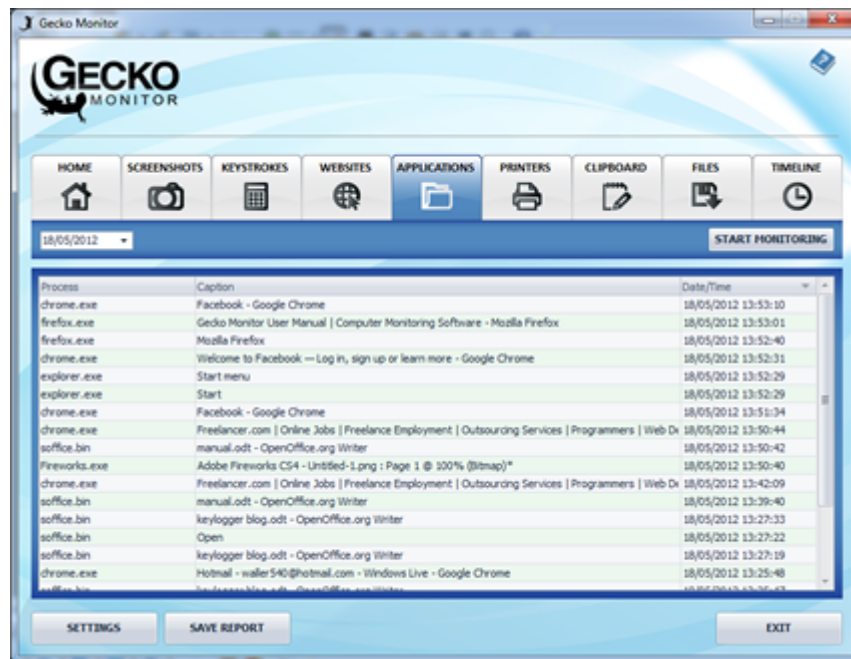 Gecko Monitor
GECKO
MONITOR
HOME SCREENSHOTS KEYSTROKES WEBSITES APPLICATIONS PRINTERS CLIPBOARD FILES TIMELINE
18/05/2012 START MONITORING
Process Caption Date/Time
chrome.exe Facebook - Google Chrome 18/05/2012 13:53:10
firefox.exe Gecko Monitor User Manual | Computer Monitoring Software - Mozilla Firefox 18/05/2012 13:53:01
firefox.exe Mozilla Firefox 18/05/2012 13:52:40
chrome.exe Welcome to Facebook — Log in, sign up or learn more - Google Chrome 18/05/2012 13:52:31
explorer.exe Start menu 18/05/2012 13:52:29
explorer.exe Start 18/05/2012 13:52:29
chrome.exe Facebook - Google Chrome 18/05/2012 13:51:34
chrome.exe Freelancer.com | Online Jobs | Freelance Employment | Outsourcing Services | Programmers | Web De 18/05/2012 13:50:44
soffice.bin manual.odt - OpenOffice.org Writer 18/05/2012 13:50:42
Fireworks.exe Adobe Fireworks CS4 - Untitled-1.png : Page 1 @ 100% (Bitmap)* 18/05/2012 13:50:40
chrome.exe Freelancer.com | Online Jobs | Freelance Employment | Outsourcing Services | Programmers | Web De 18/05/2012 13:42:09
soffice.bin manual.odt - OpenOffice.org Writer 18/05/2012 13:39:40
soffice.bin keylogger blog.odt - OpenOffice.org Writer 18/05/2012 13:27:33
soffice.bin Open 18/05/2012 13:27:22
soffice.bin keylogger blog.odt - OpenOffice.org Writer 18/05/2012 13:27:19
chrome.exe Hotmail - waller540@hotmail.com - Windows Live - Google Chrome 18/05/2012 13:25:48
SETTINGS SAVE REPORT EXIT